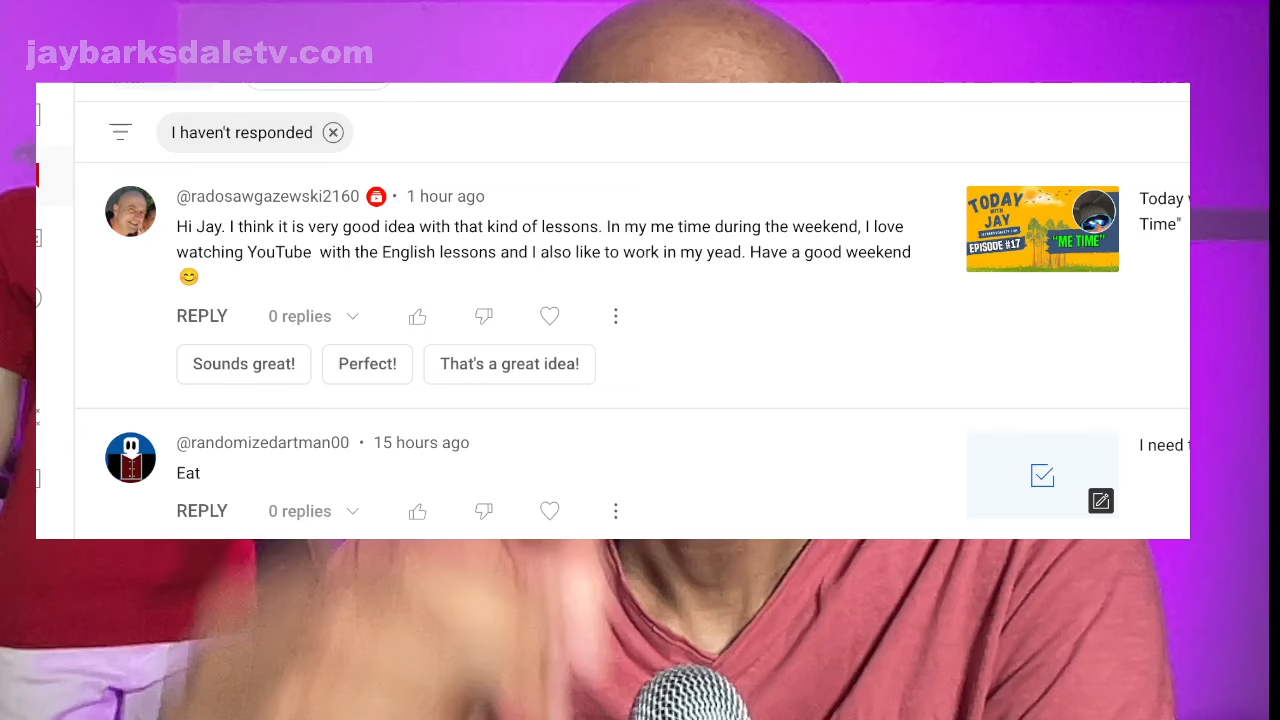 jaybarksdaletv.com
I haven't responded
@radosawgazewski2160 • 1 hour ago
Hi Jay. I think is a very good idea with that kind of lessons. In my me time during the weekend, I love
watching YouTube with the English lessons and I also like to work in my yead. Have a good weekend
😊
REPLY 0 replies
Sounds great! Perfect! That's a great idea!
TODAY
WITH
JAY
EPISODE #17
"ME TIME"
Today
Time"
@randomizedartman00 • 15 hours ago
Eat
REPLY 0 replies
I need